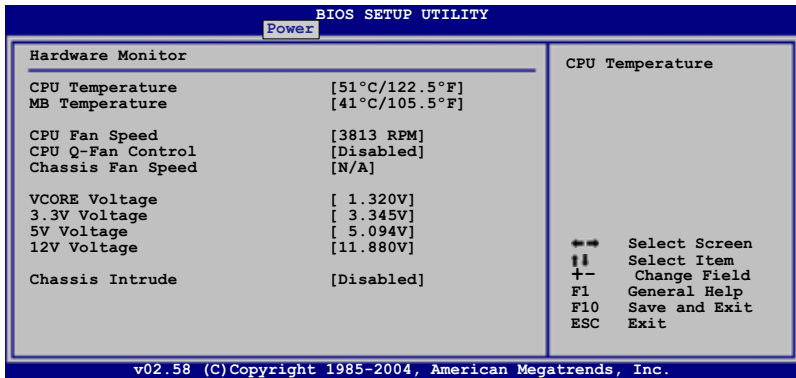 BIOS SETUP UTILITY
Power
Hardware Monitor
CPU Temperature [51°C/122.5°F]
MB Temperature [41°C/105.5°F]
CPU Fan Speed [3813 RPM]
CPU Q-Fan Control [Disabled]
Chassis Fan Speed [N/A]
VCORE Voltage [ 1.320V]
3.3V Voltage [ 3.345V]
5V Voltage [ 5.094V]
12V Voltage [11.880V]
Chassis Intrude [Disabled]
CPU Temperature
←→ Select Screen
↑↓ Select Item
+- Change Field
F1 General Help
F10 Save and Exit
ESC Exit
v02.58 (C)Copyright 1985-2004, American Megatrends, Inc.